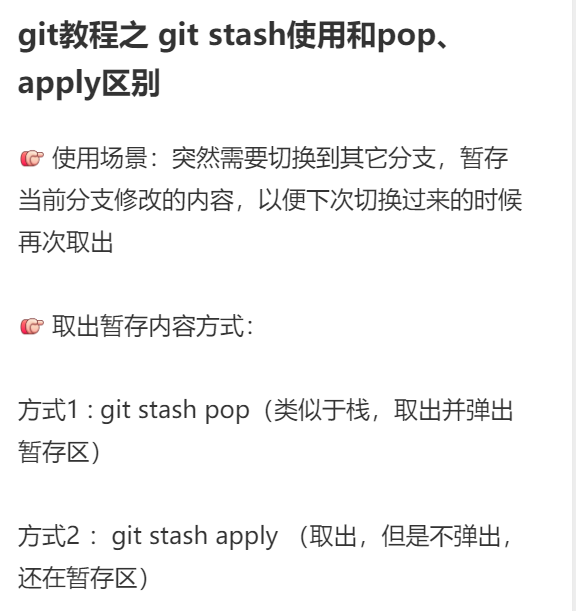 git教程之 git stash使用和pop、
apply区别
👉 使用场景：突然需要切换到其它分支，暂存
当前分支修改的内容，以便下次切换过来的时候
再次取出
👉 取出暂存内容方式：
方式1 : git stash pop（类似于栈，取出并弹出
暂存区）
方式2 ：git stash apply （取出，但是不弹出，
还在暂存区）